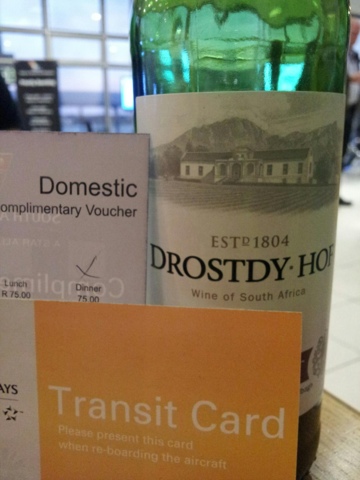 Domestic
omplimentary Voucher
Lunch
R 75.00
Dinner
75.00
ESTD 1804
DROSTDY·HOF
Wine of South Africa
AYS
Transit Card
Please present this card
when re-boarding the aircraft